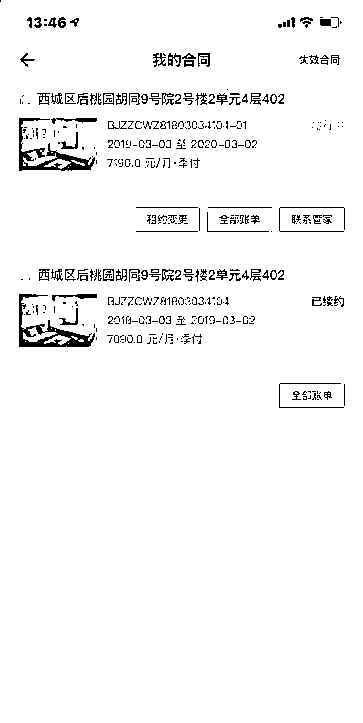 13:46
我的合同
失效合同
西城区后桃园胡同9号院2号楼2单元4层402
BJZZCWZ81803034104-01
2019-03-03 至 2020-03-02
7190.0 元/月·季付
租约变更
全部账单
联系管家
西城区后桃园胡同9号院2号楼2单元4层402
BJZZCWZ81803034104
已续约
2018-03-03 至 2019-03-02
7090.0 元/月·季付
全部账单